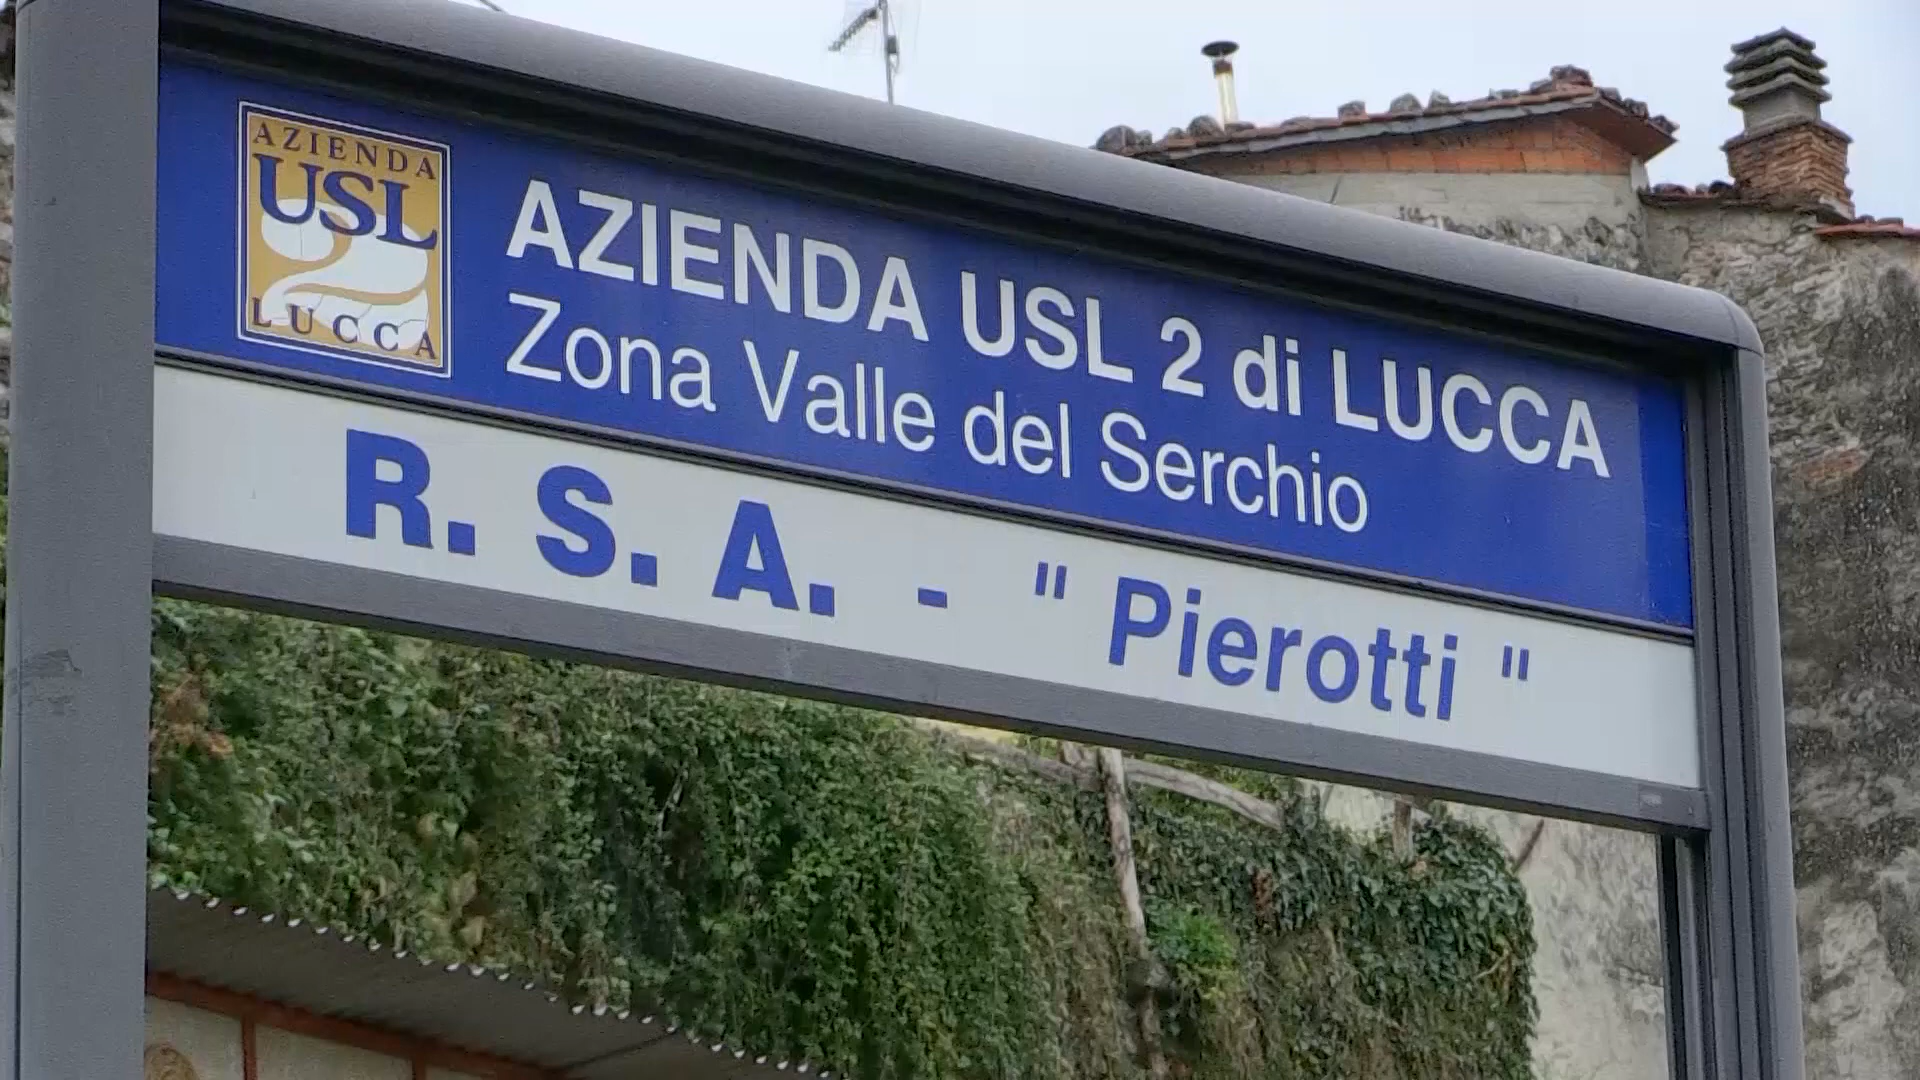 AZIENDA
USL
2
LUCCA
AZIENDA USL 2 di LUCCA
Zona Valle del Serchio
R. S. A. - " Pierotti "